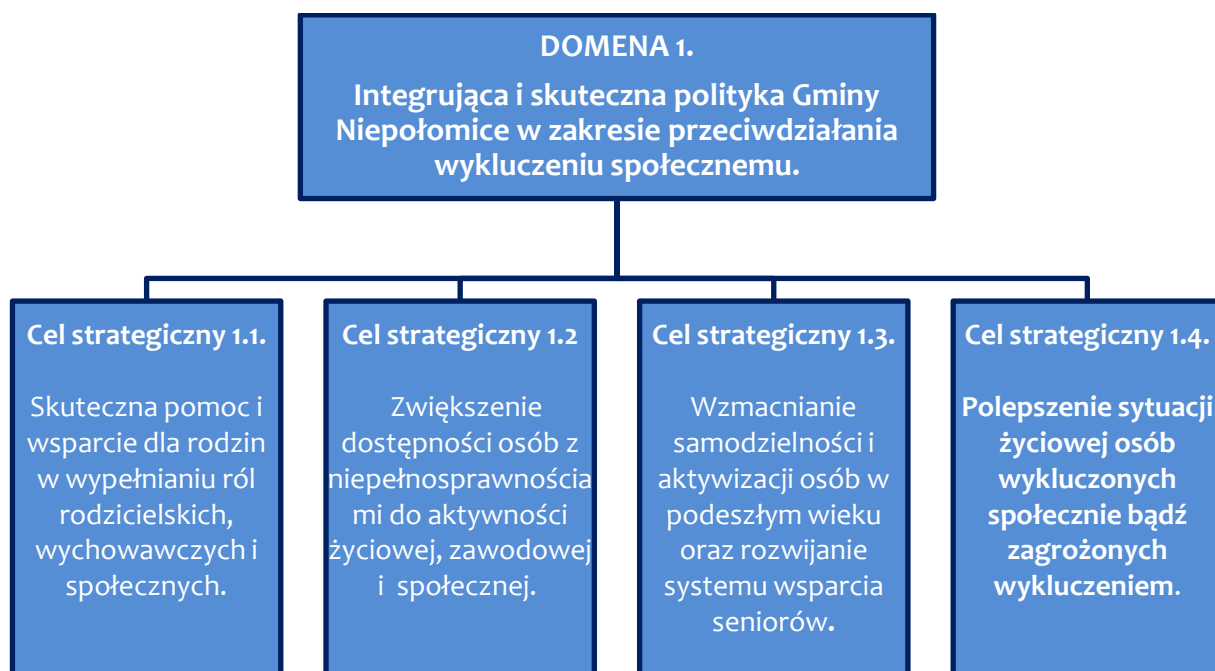 DOMENA 1.
Integrująca i skuteczna polityka Gminy
Niepołomice w zakresie przeciwdziałania
wykluczeniu społecznemu.
Cel strategiczny 1.1.
Skuteczna pomoc i
wsparcie dla rodzin
w wypełnianiu ról
rodzicielskich,
wychowawczych i
społecznych.
Cel strategiczny 1.2
Zwiększenie
dostępności osób z
niepełnosprawnościa
mi do aktywności
życiowej, zawodowej
i społecznej.
Cel strategiczny 1.3.
Wzmacnianie
samodzielności i
aktywizacji osób w
podeszłym wieku
oraz rozwijanie
systemu wsparcia
seniorów.
Cel strategiczny 1.4.
Polepszenie sytuacji
życiowej osób
wykluczonych
społecznie bądź
zagrożonych
wykluczeniem.